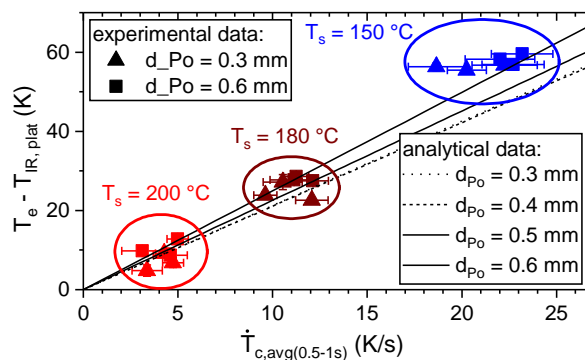 experimental data:
d_Po = 0.3 mm
d_Po = 0.6 mm
T_s = 150 °C
T_s = 180 °C
T_s = 200 °C
analytical data:
d_Po = 0.3 mm
d_Po = 0.4 mm
d_Po = 0.5 mm
d_Po = 0.6 mm
T_e - T_IR, plat
(K)
60
40
20
0
0 5 10 15 20 25
Ṫ_c,avg(0.5-1s) (K/s)